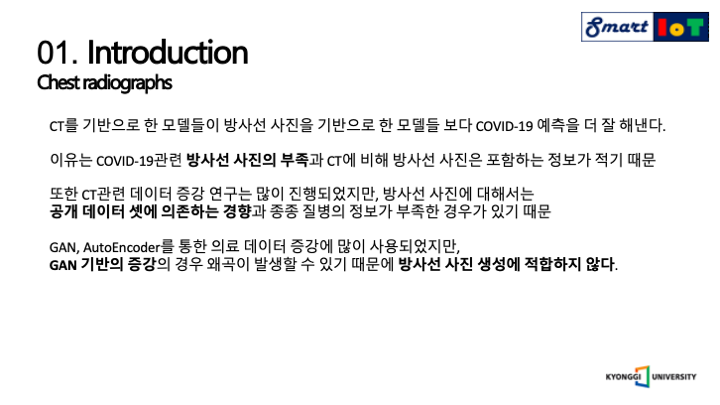 Smart IoT
01. Introduction
Chest radiographs
CT를 기반으로 한 모델들이 방사선 사진을 기반으로 한 모델들 보다 COVID-19 예측을 더 잘 해낸다.
이유는 COVID-19관련 방사선 사진의 부족과 CT에 비해 방사선 사진은 포함하는 정보가 적기 때문
또한 CT관련 데이터 증강 연구는 많이 진행되었지만, 방사선 사진에 대해서는
공개 데이터 셋에 의존하는 경향과 종종 질병의 정보가 부족한 경우가 있기 때문
GAN, AutoEncoder를 통한 의료 데이터 증강에 많이 사용되었지만,
GAN 기반의 증강의 경우 왜곡이 발생할 수 있기 때문에 방사선 사진 생성에 적합하지 않다.
KYONGGI UNIVERSITY